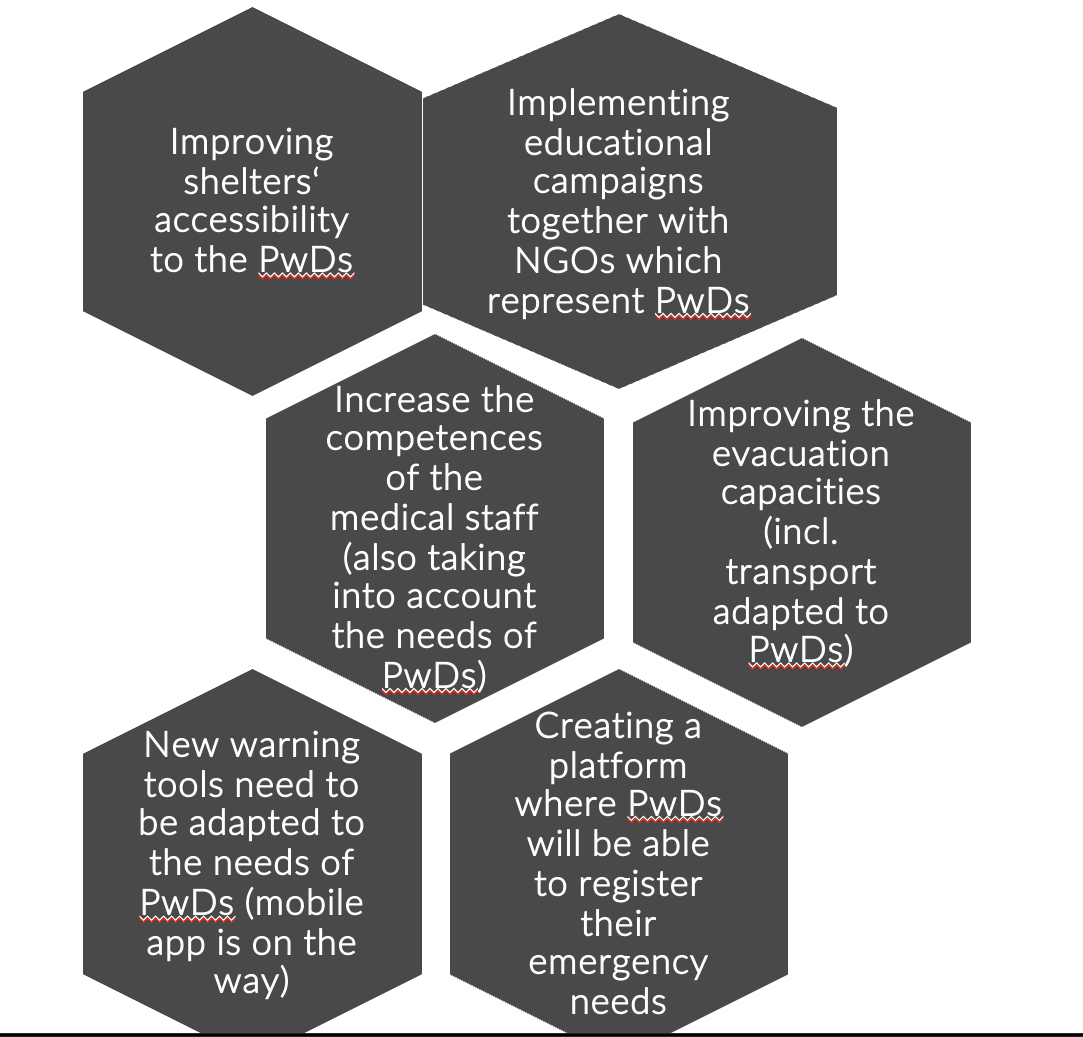 Improving
shelters‘
accessibility
to the PwDs
Implementing
educational
campaigns
together with
NGOs which
represent PwDs
Increase the
competences
of the
medical staff
(also taking
into account
the needs of
PwDs)
Improving the
evacuation
capacities
(incl.
transport
adapted to
PwDs)
New warning
tools need to
be adapted to
the needs of
PwDs (mobile
app is on the
way)
Creating a
platform
where PwDs
will be able
to register
their
emergency
needs